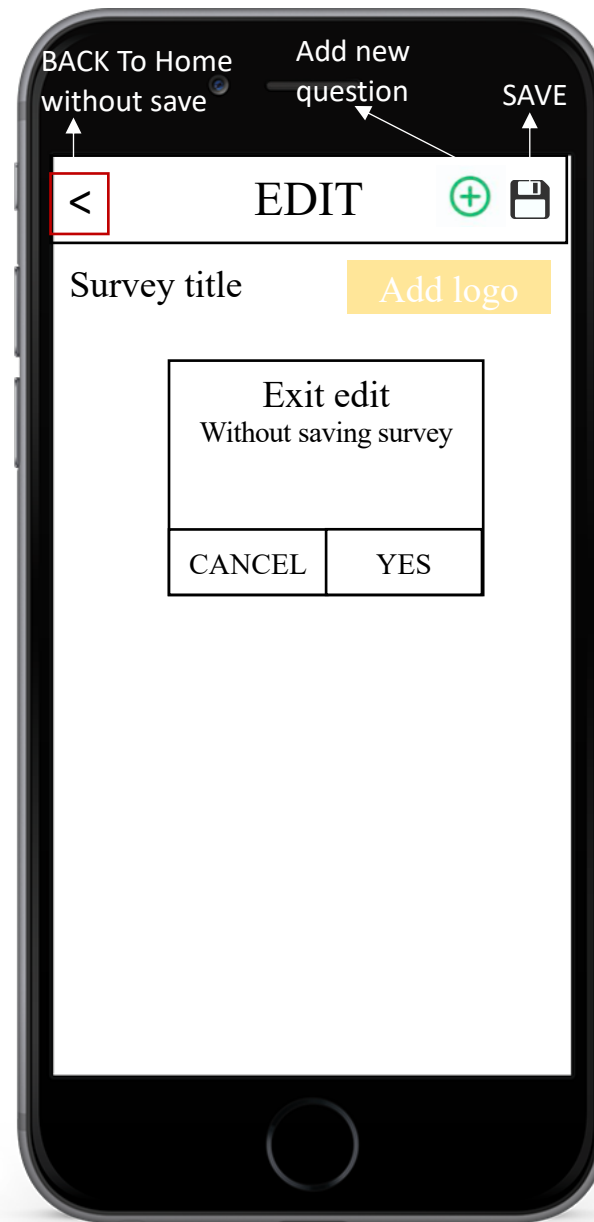 BACK To Home
without save
Add new
question
SAVE
<
EDIT
Survey title
Add logo
Exit edit
Without saving survey
CANCEL
YES